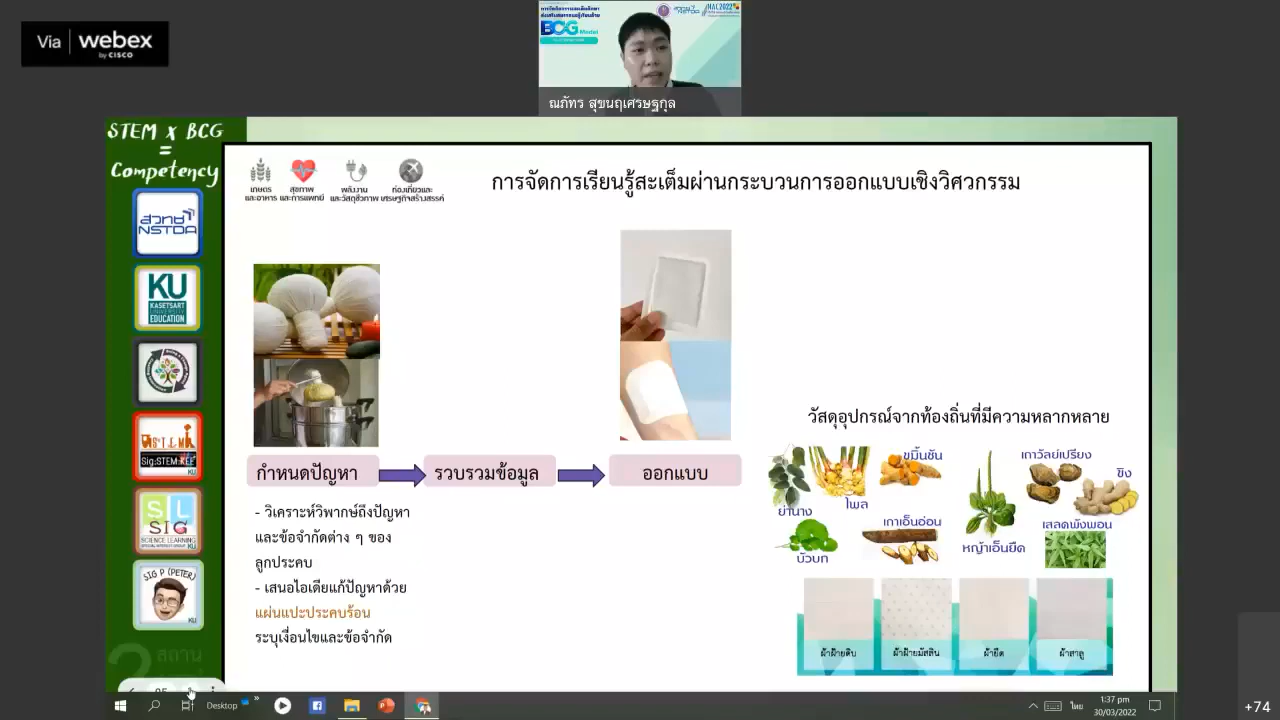 Via webex
by CISCO
BCG
Model
สวทช
NSTDA
NAC2022
ณภัทร สุขนฤเศรษฐกุล
STEM x BCG
=
Competency
เกษตร
และอาหาร
สุขภาพ
และการแพทย์
พลังงาน
และวัสดุชีวภาพ
ท่องเที่ยวและ
เศรษฐกิจสร้างสรรค์
การจัดการเรียนรู้สะเต็มผ่านกระบวนการออกแบบเชิงวิศวกรรม
สวทช
NSTDA
KU
KASETSART
UNIVERSITY
EDUCATION
Sig:STEM:KEE
KU
SL
SIG
SCIENCE LEARNING
KU
SIG P (PETER)
KU
2 สถาน
กำหนดปัญหา
รวบรวมข้อมูล
ออกแบบ
- วิเคราะห์วิพากษ์ถึงปัญหา
และข้อจำกัดต่าง ๆ ของ
ลูกประคบ
- เสนอไอเดียแก้ปัญหาด้วย
แผ่นแปะประคบร้อน
ระบุเงื่อนไขและข้อจำกัด
วัสดุอุปกรณ์จากท้องถิ่นที่มีความหลากหลาย
ย่านาง
ไพล
ขมิ้นชัน
บัวบก
เถาเอ็นอ่อน
หญ้าเอ็นยืด
เถาวัลย์เปรียง
ขิง
เสลดพังพอน
ผ้าฝ้ายดิบ
ผ้าฝ้ายมัสลิน
ผ้ายืด
ผ้าสาลู
Desktop
ไทย
1:37 pm
30/03/2022
+74